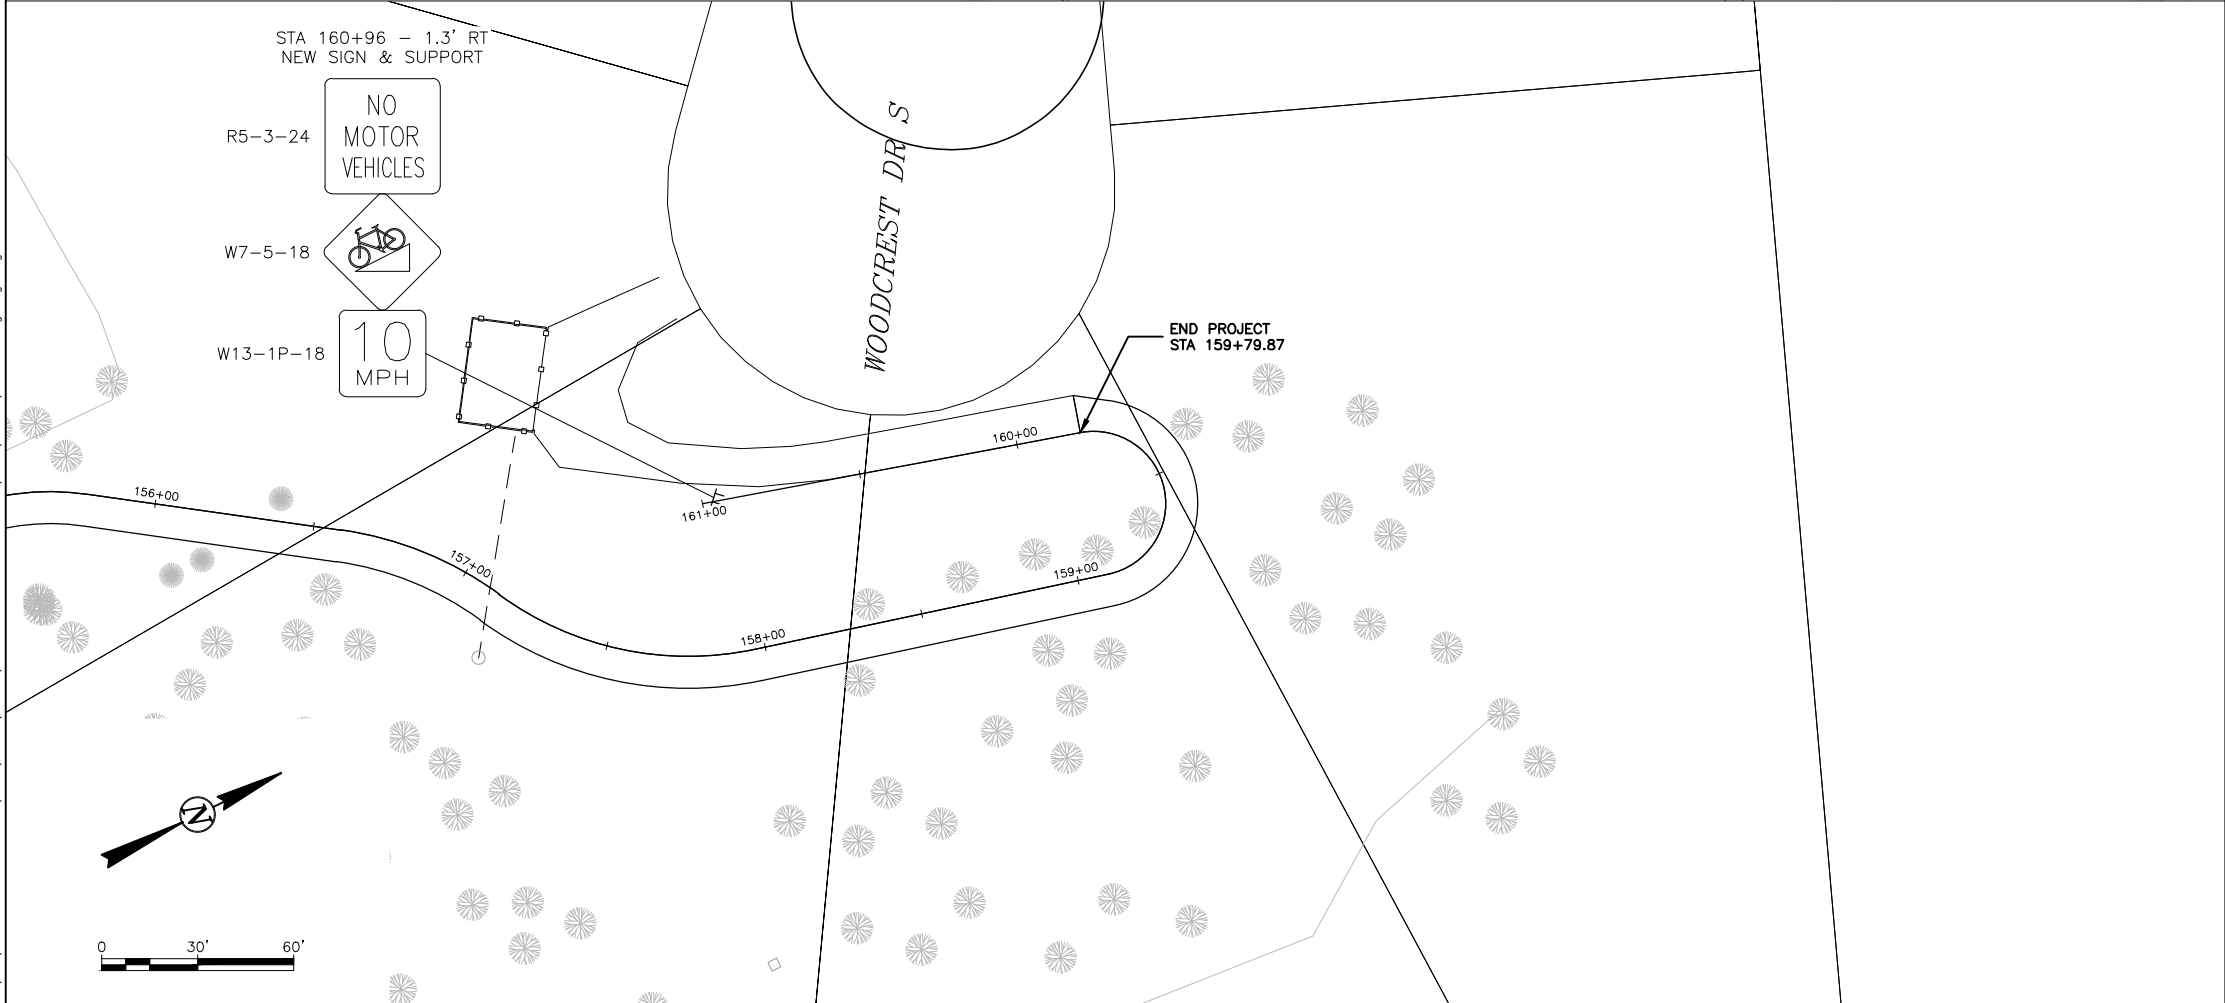 STA 160+96 - 1.3' RT
NEW SIGN & SUPPORT
R5-3-24
NO
MOTOR
VEHICLES
W7-5-18
W13-1P-18
10
MPH
WOODCREST DR S
END PROJECT
STA 159+79.87
156+00
157+00
158+00
159+00
160+00
161+00
N
0 30' 60'